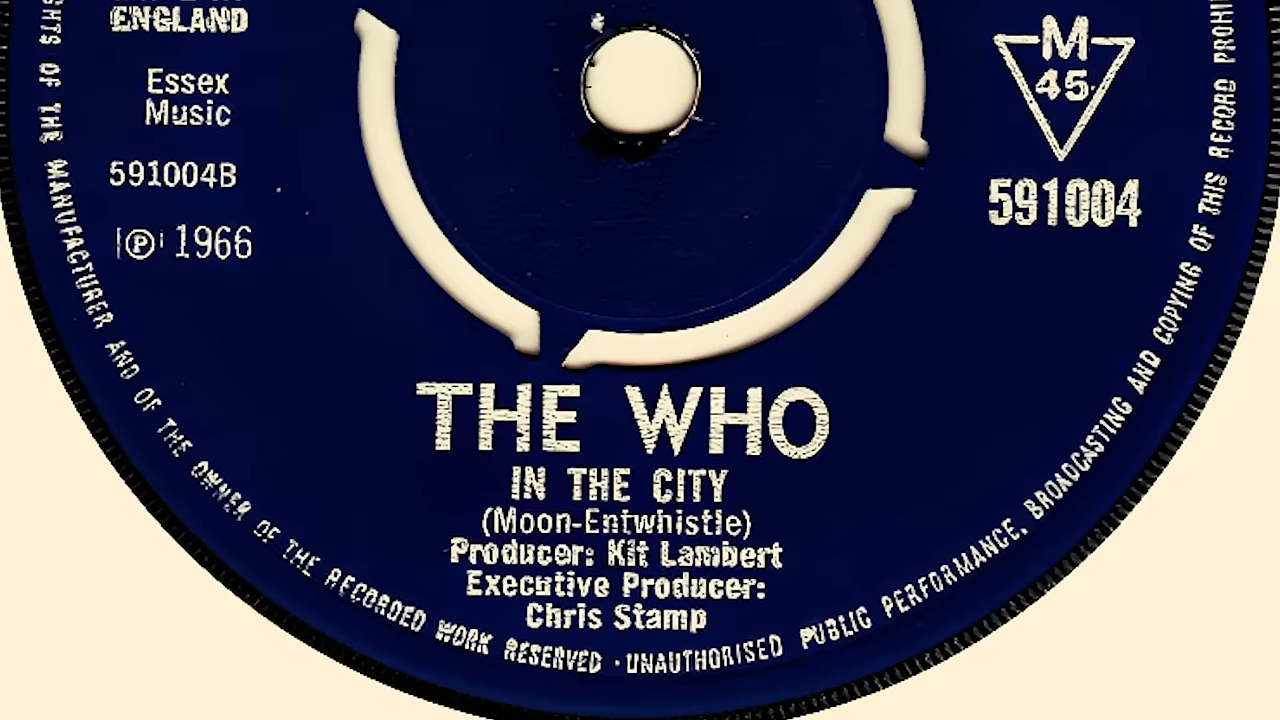 ENGLAND
Essex
Music
591004B
℗ 1966
M
45
591004
THE WHO
IN THE CITY
(Moon-Entwhistle)
Producer: Kit Lambert
Executive Producer:
Chris Stamp
OF THE MANUFACTURER AND OF THE OWNER OF THE RECORDED WORK RESERVED · UNAUTHORISED PUBLIC PERFORMANCE, BROADCASTING AND COPYING OF THIS RECORD